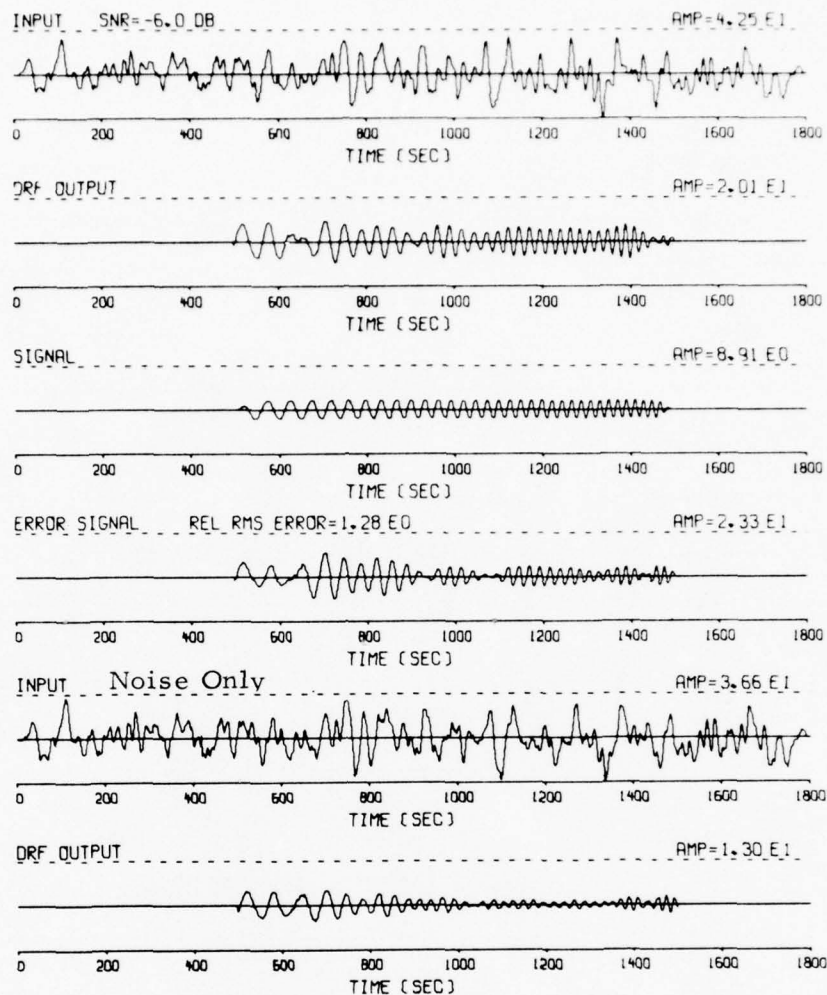 INPUT SNR=-6.0 DB AMP=4.25 E1
0 200 400 600 800 1000 1200 1400 1600 1800
TIME (SEC)
DRF OUTPUT AMP=2.01 E1
0 200 400 600 800 1000 1200 1400 1600 1800
TIME (SEC)
SIGNAL AMP=8.91 E0
0 200 400 600 800 1000 1200 1400 1600 1800
TIME (SEC)
ERROR SIGNAL REL RMS ERROR=1.28 E0 AMP=2.33 E1
0 200 400 600 800 1000 1200 1400 1600 1800
TIME (SEC)
INPUT Noise Only AMP=3.66 E1
0 200 400 600 800 1000 1200 1400 1600 1800
TIME (SEC)
DRF OUTPUT AMP=1.30 E1
0 200 400 600 800 1000 1200 1400 1600 1800
TIME (SEC)